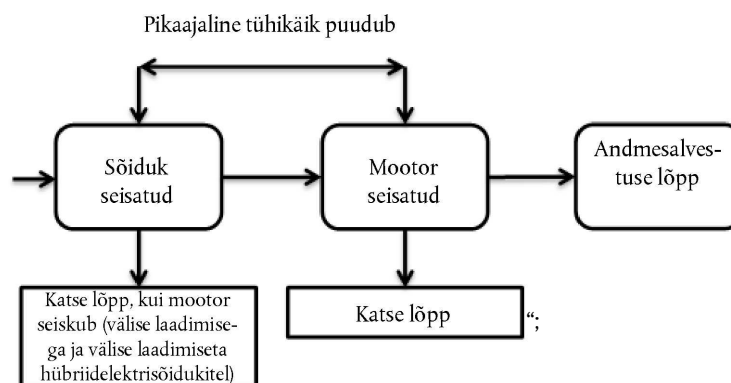 Pikaajaline tühikäik puudub
Sõiduk
seisatud
Mootor
seisatud
Andmesalves-
tuse lõpp
Katse lõpp, kui mootor
seiskub (välise laadimise-
ga ja välise laadimiseta
hübriidelektrisõidukitel)
Katse lõpp
“;